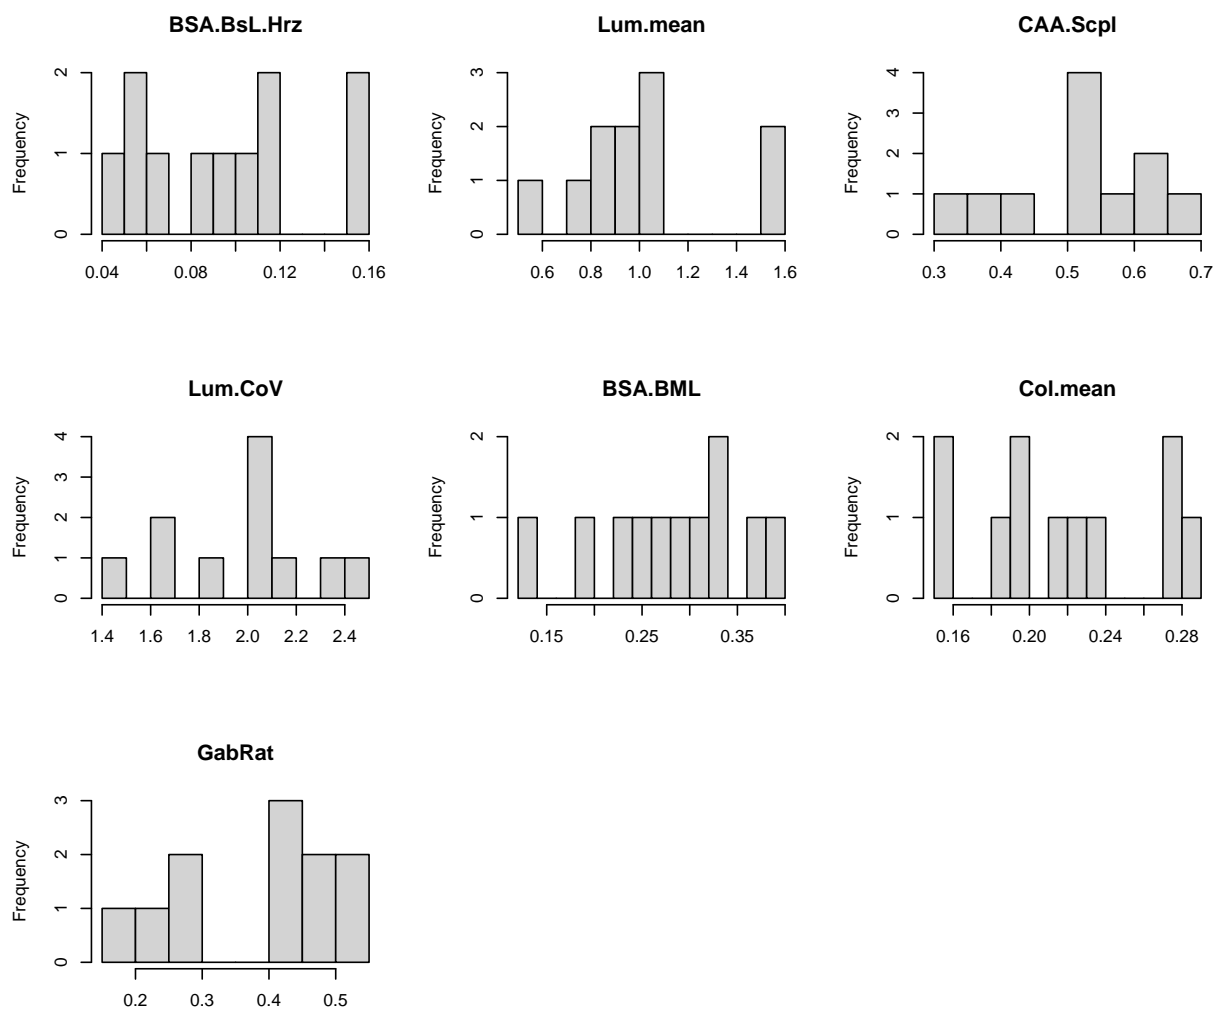 BSA.BsL.Hrz
Frequency
0 1 2
0.04 0.08 0.12 0.16
Lum.mean
Frequency
0 1 2 3
0.6 0.8 1.0 1.2 1.4 1.6
CAA.Scpl
Frequency
0 1 2 3 4
0.3 0.4 0.5 0.6 0.7
Lum.CoV
Frequency
0 1 2 3 4
1.4 1.6 1.8 2.0 2.2 2.4
BSA.BML
Frequency
0 1 2
0.15 0.25 0.35
Col.mean
Frequency
0 1 2
0.16 0.20 0.24 0.28
GabRat
Frequency
0 1 2 3
0.2 0.3 0.4 0.5